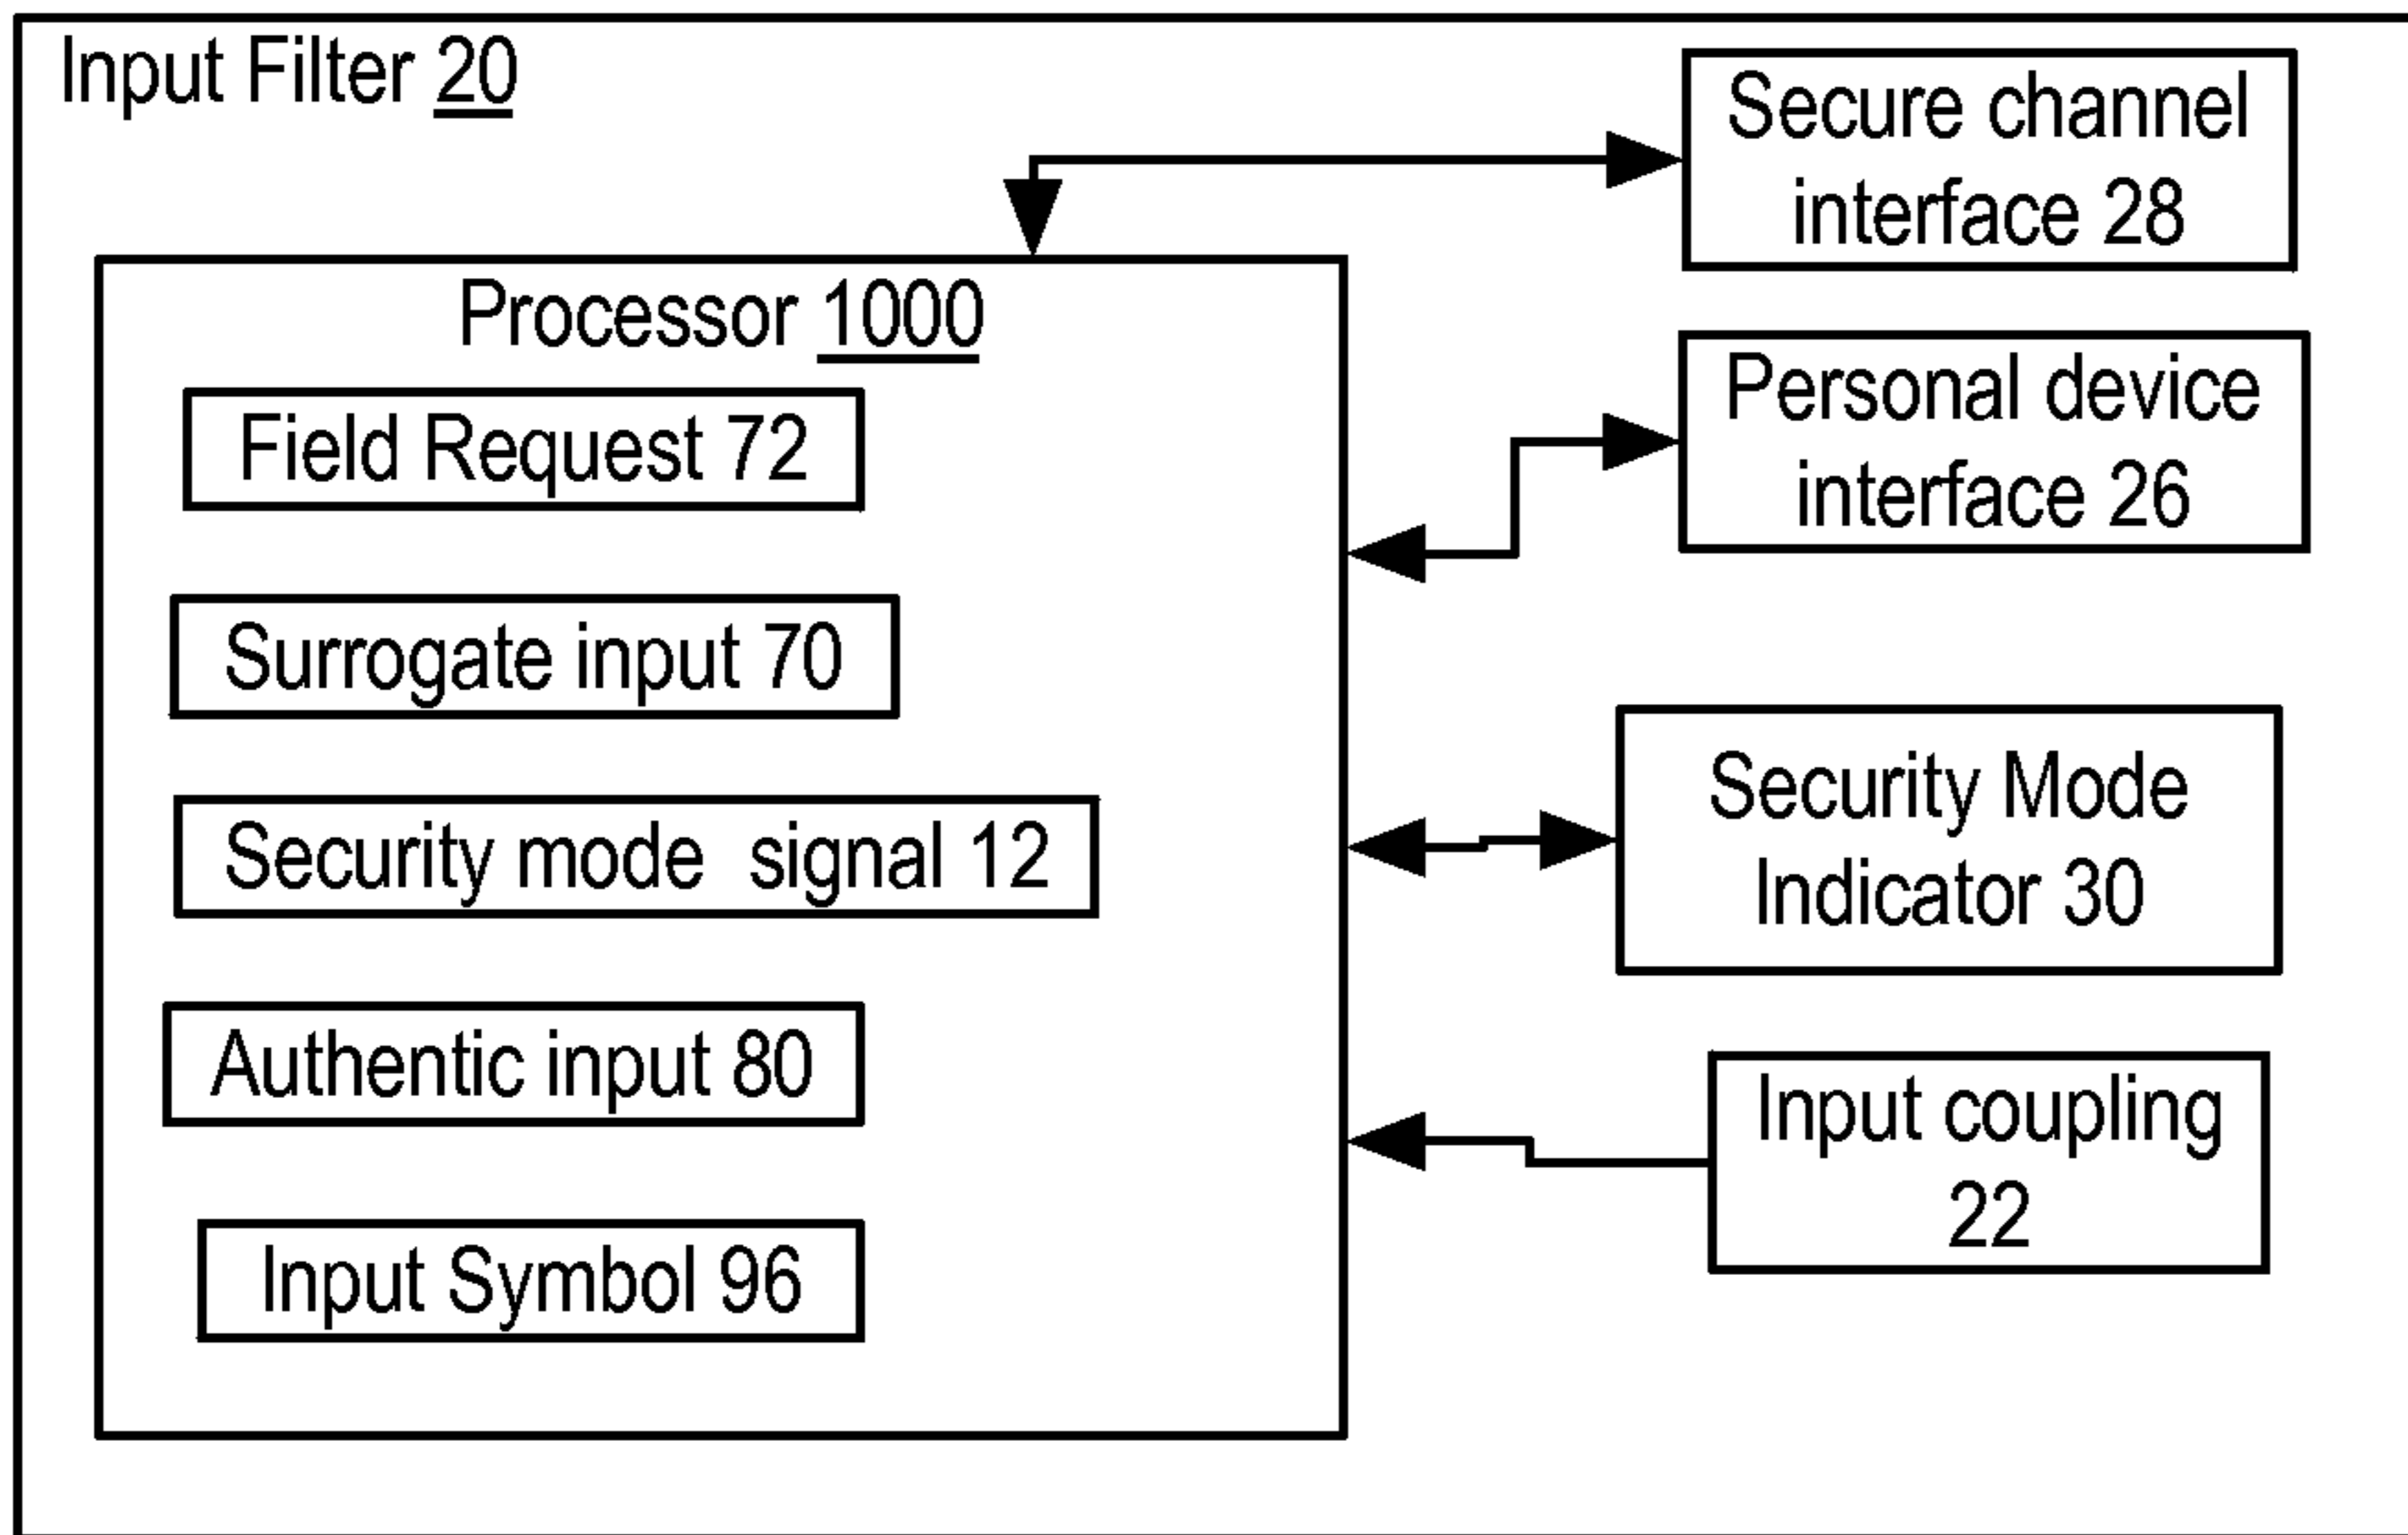 Input Filter 20
Secure channel
interface 28
Processor 1000
Field Request 72
Personal device
interface 26
Surrogate input 70
Security mode signal 12
Security Mode
Indicator 30
Authentic input 80
Input coupling
22
Input Symbol 96